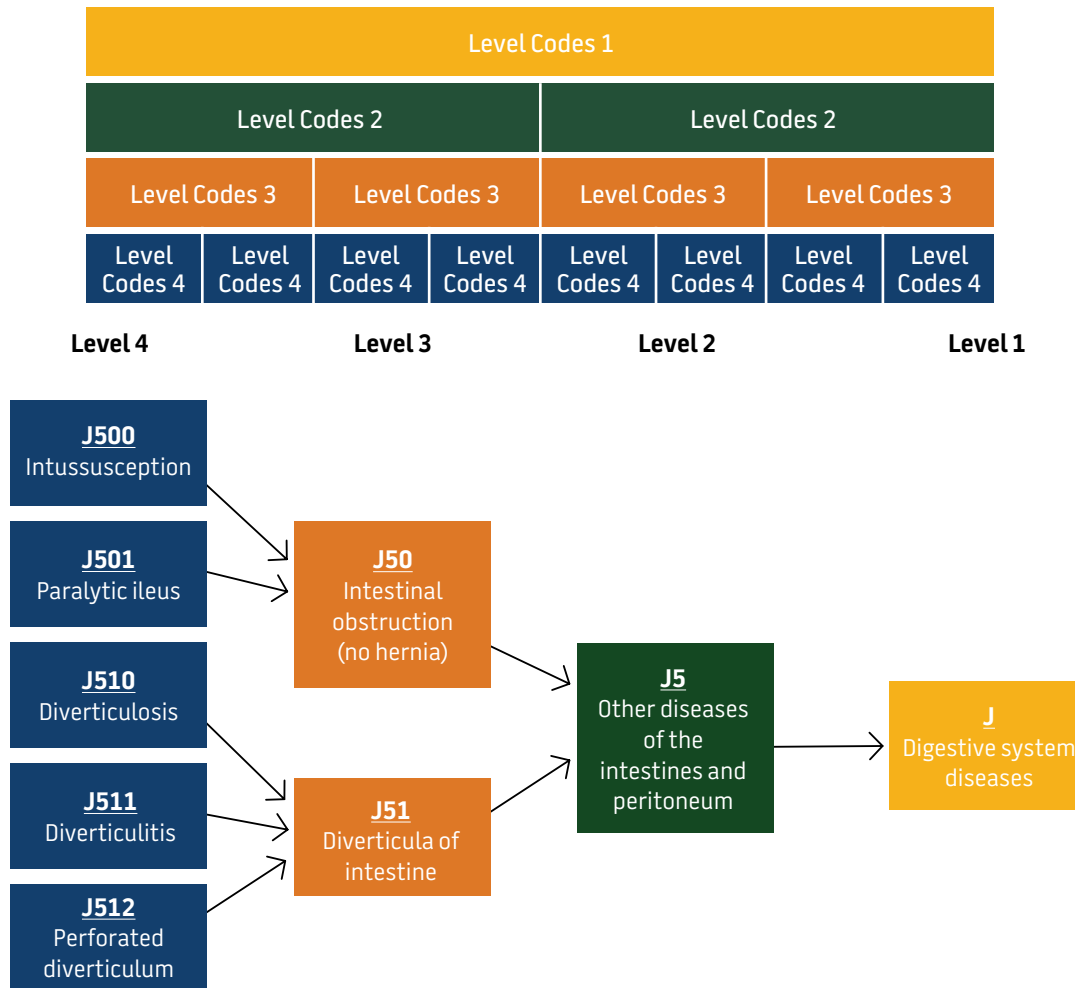 Level Codes 1
Level Codes 2
Level Codes 2
Level Codes 3
Level Codes 3
Level Codes 3
Level Codes 3
Level
Codes 4
Level
Codes 4
Level
Codes 4
Level
Codes 4
Level
Codes 4
Level
Codes 4
Level
Codes 4
Level
Codes 4
Level 4
Level 3
Level 2
Level 1
J500
Intussusception
J501
Paralytic ileus
J510
Diverticulosis
J511
Diverticulitis
J512
Perforated
diverticulum
J50
Intestinal
obstruction
(no hernia)
J51
Diverticula of
intestine
J5
Other diseases
of the
intestines and
peritoneum
J
Digestive system
diseases